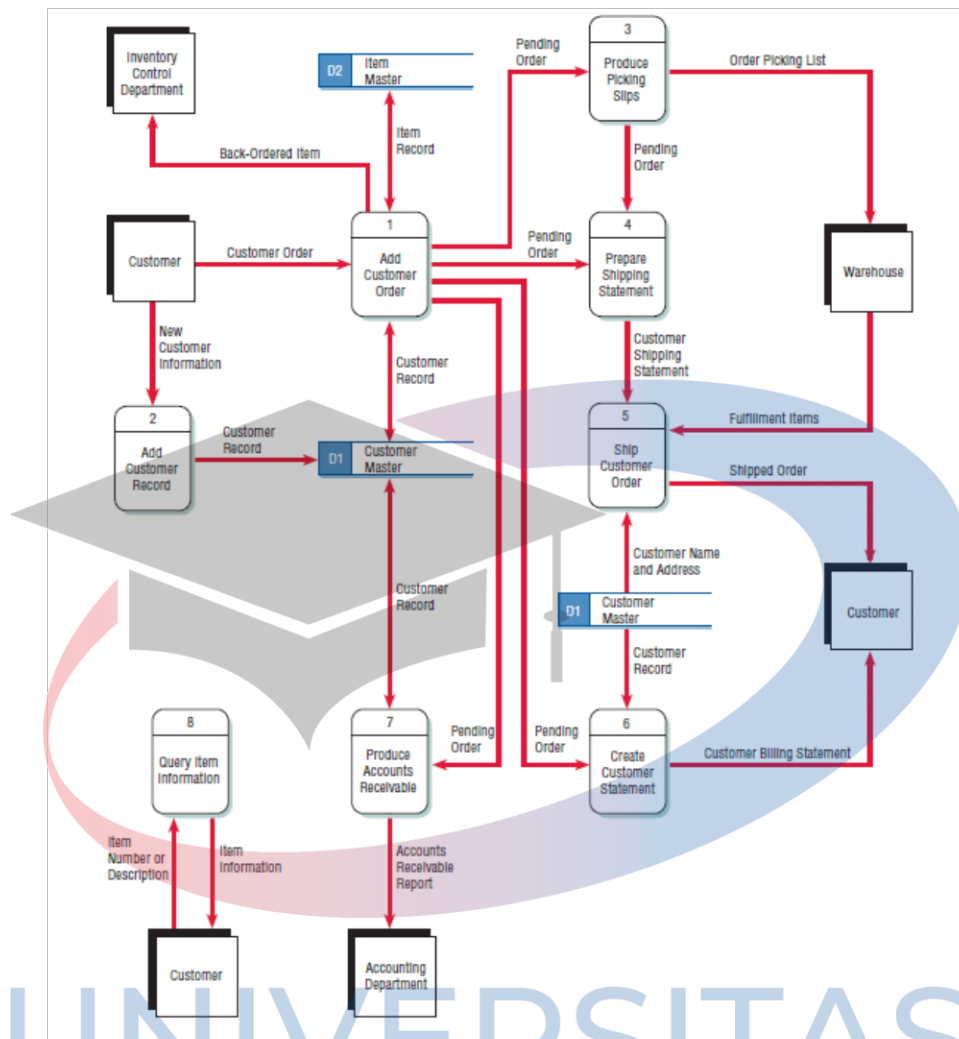 Inventory
Control
Department
D2
Item
Master
Pending
Order
3
Produce
Picking
Slips
Order Picking List
Item
Record
Back-Ordered Item
Pending
Order
Customer
Customer Order
1
Add
Customer
Order
Pending
Order
4
Prepare
Shipping
Statement
Warehouse
New
Customer
Information
Customer
Record
Customer
Shipping
Statement
2
Add
Customer
Record
Customer
Record
D1
Customer
Master
5
Ship
Customer
Order
Fulfillment Items
Shipped Order
Customer
Record
Customer Name
and Address
D1
Customer
Master
Customer
Customer
Record
8
Query Item
Information
7
Produce
Accounts
Receivable
Pending
Order
Pending
Order
6
Create
Customer
Statement
Customer Billing Statement
Item
Number or
Description
Item
Information
Accounts
Receivable
Report
Customer
Accounting
Department
UNIVERSITAS